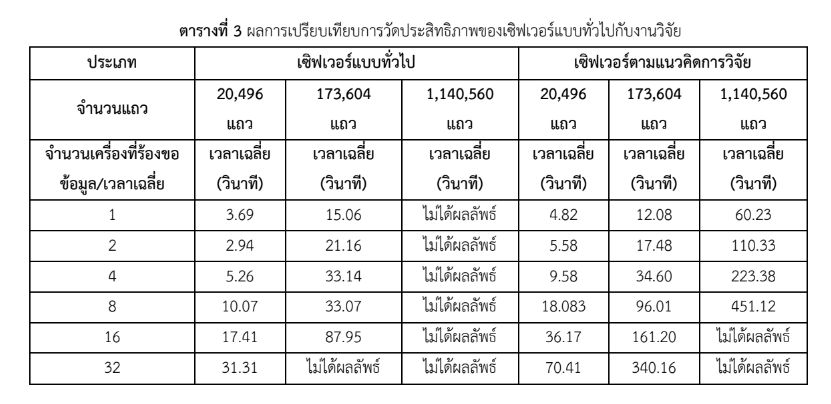 ตารางที่ 3 ผลการเปรียบเทียบการวัดประสิทธิภาพของเซิฟเวอร์แบบทั่วไปกับงานวิจัย
ประเภท เซิฟเวอร์แบบทั่วไป เซิฟเวอร์ตามแนวคิดการวิจัย
จำนวนแถว 20,496 แถว 173,604 แถว 1,140,560 แถว 20,496 แถว 173,604 แถว 1,140,560 แถว
จำนวนเครื่องที่ร้องขอ เวลาเฉลี่ย เวลาเฉลี่ย เวลาเฉลี่ย เวลาเฉลี่ย เวลาเฉลี่ย เวลาเฉลี่ย
ข้อมูล/เวลาเฉลี่ย (วินาที) (วินาที) (วินาที) (วินาที) (วินาที) (วินาที)
1 3.69 15.06 ไม่ได้ผลลัพธ์ 4.82 12.08 60.23
2 2.94 21.16 ไม่ได้ผลลัพธ์ 5.58 17.48 110.33
4 5.26 33.14 ไม่ได้ผลลัพธ์ 9.58 34.60 223.38
8 10.07 33.07 ไม่ได้ผลลัพธ์ 18.083 96.01 451.12
16 17.41 87.95 ไม่ได้ผลลัพธ์ 36.17 161.20 ไม่ได้ผลลัพธ์
32 31.31 ไม่ได้ผลลัพธ์ ไม่ได้ผลลัพธ์ 70.41 340.16 ไม่ได้ผลลัพธ์